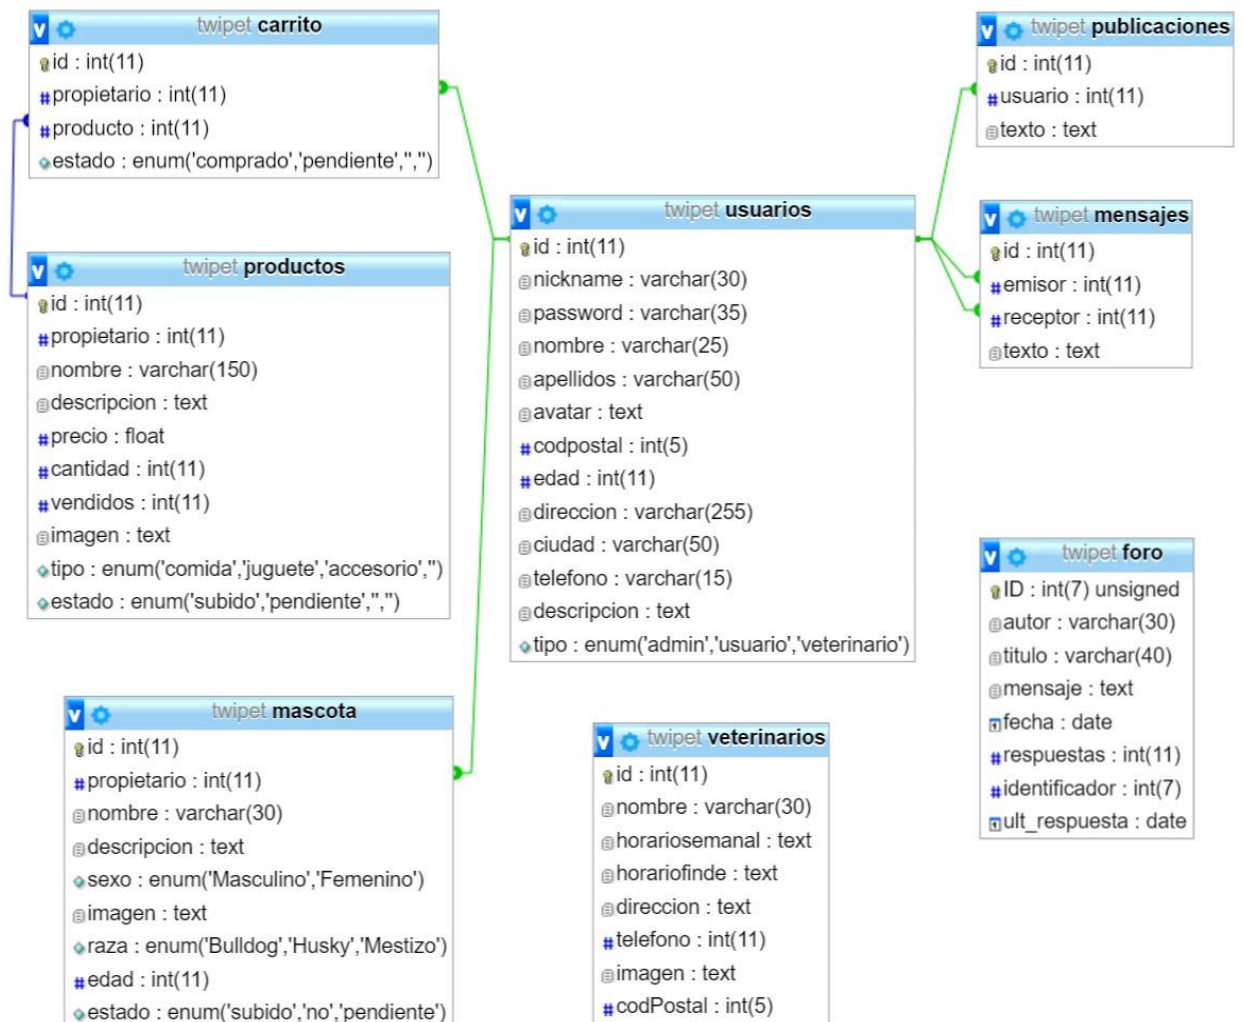 twipet carrito
id : int(11)
propietario : int(11)
producto : int(11)
estado : enum('comprado','pendiente','','')
twipet productos
id : int(11)
propietario : int(11)
nombre : varchar(150)
descripcion : text
precio : float
cantidad : int(11)
vendidos : int(11)
imagen : text
tipo : enum('comida','juguete','accesorio','')
estado : enum('subido','pendiente','','')
twipet mascota
id : int(11)
propietario : int(11)
nombre : varchar(30)
descripcion : text
sexo : enum('Masculino','Femenino')
imagen : text
raza : enum('Bulldog','Husky','Mestizo')
edad : int(11)
estado : enum('subido','no','pendiente')
twipet usuarios
id : int(11)
nickname : varchar(30)
password : varchar(35)
nombre : varchar(25)
apellidos : varchar(50)
avatar : text
codpostal : int(5)
edad : int(11)
direccion : varchar(255)
ciudad : varchar(50)
telefono : varchar(15)
descripcion : text
tipo : enum('admin','usuario','veterinario')
twipet veterinarios
id : int(11)
nombre : varchar(30)
horariosemanal : text
horariofinde : text
direccion : text
telefono : int(11)
imagen : text
codPostal : int(5)
twipet publicaciones
id : int(11)
usuario : int(11)
texto : text
twipet mensajes
id : int(11)
emisor : int(11)
receptor : int(11)
texto : text
twipet foro
ID : int(7) unsigned
autor : varchar(30)
titulo : varchar(40)
mensaje : text
fecha : date
respuestas : int(11)
identificador : int(7)
ult_respuesta : date